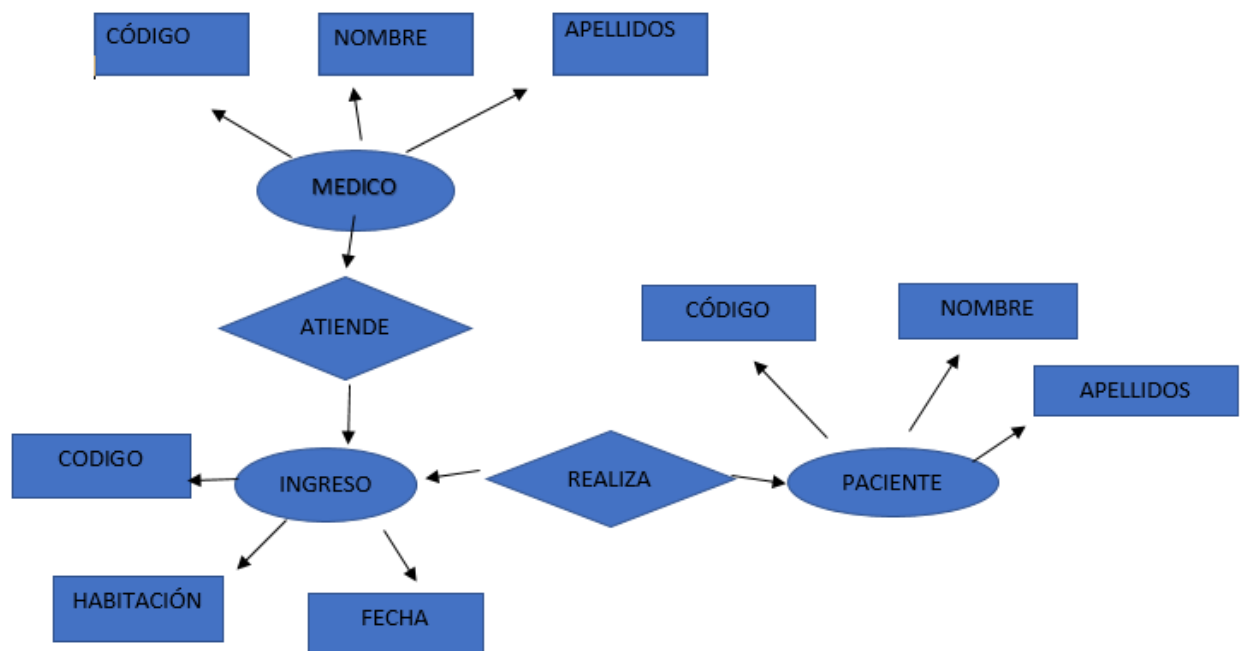 CÓDIGO
NOMBRE
APELLIDOS
MEDICO
ATIENDE
CÓDIGO
NOMBRE
APELLIDOS
CODIGO
INGRESO
REALIZA
PACIENTE
HABITACIÓN
FECHA